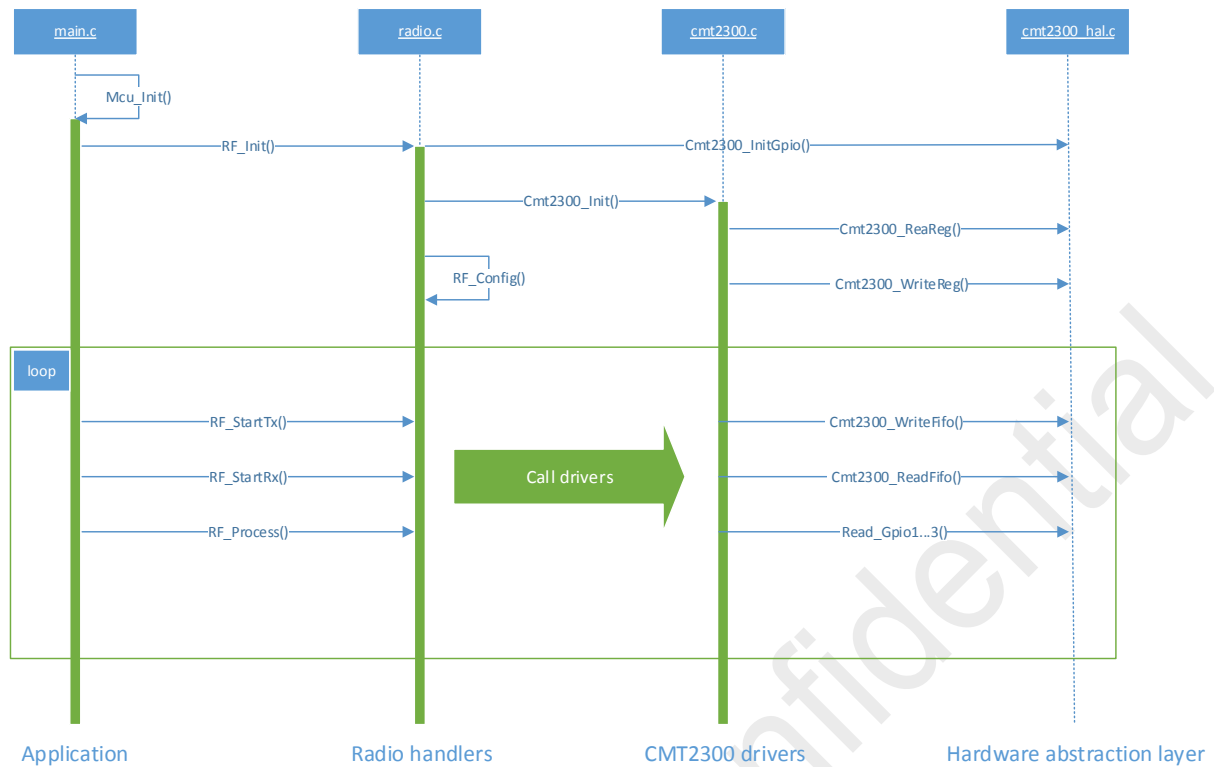 main.c
radio.c
cmt2300.c
cmt2300_hal.c
Mcu_Init()
RF_Init()
Cmt2300_InitGpio()
Cmt2300_Init()
Cmt2300_ReaReg()
RF_Config()
Cmt2300_WriteReg()
loop
RF_StartTx()
Cmt2300_WriteFifo()
RF_StartRx()
Call drivers
Cmt2300_ReadFifo()
RF_Process()
Read_Gpio1...3()
Application
Radio handlers
CMT2300 drivers
Hardware abstraction layer
nfidential